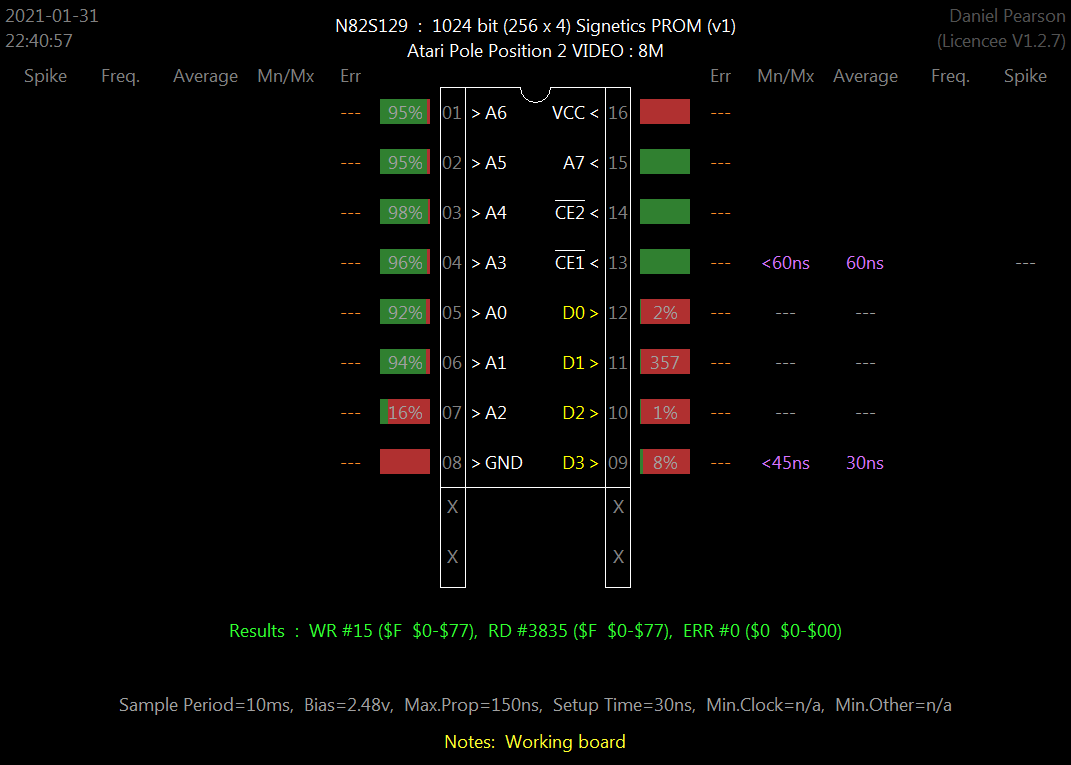 2021-01-31
22:40:57
N82S129 : 1024 bit (256 x 4) Signetics PROM (v1)
Atari Pole Position 2 VIDEO : 8M
Daniel Pearson
(Licencee V1.2.7)
Spike Freq. Average Mn/Mx Err Err Mn/Mx Average Freq. Spike
--- 95% 01 > A6 VCC < 16 ---
--- 95% 02 > A5 A7 < 15 ---
--- 98% 03 > A4 CE2 < 14 ---
--- 96% 04 > A3 CE1 < 13 --- <60ns 60ns ---
--- 92% 05 > A0 D0 > 12 2% --- --- ---
--- 94% 06 > A1 D1 > 11 357 --- --- ---
--- 16% 07 > A2 D2 > 10 1% --- --- ---
--- 08 > GND D3 > 09 8% --- <45ns 30ns
X X
X X
Results : WR #15 ($F $0-$77), RD #3835 ($F $0-$77), ERR #0 ($0 $0-$00)
Sample Period=10ms, Bias=2.48v, Max.Prop=150ns, Setup Time=30ns, Min.Clock=n/a, Min.Other=n/a
Notes: Working board